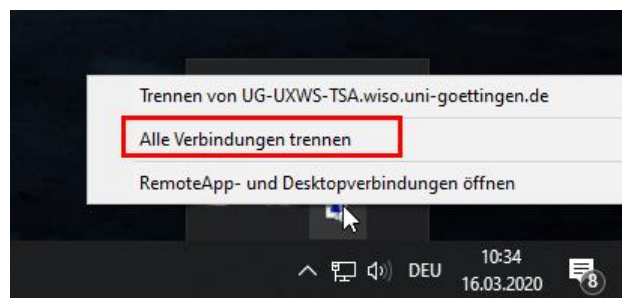 Trennen von UG-UXWS-TSA.wiso.uni-goettingen.de
Alle Verbindungen trennen
RemoteApp- und Desktopverbindungen öffnen
DEU
10:34
16.03.2020
8